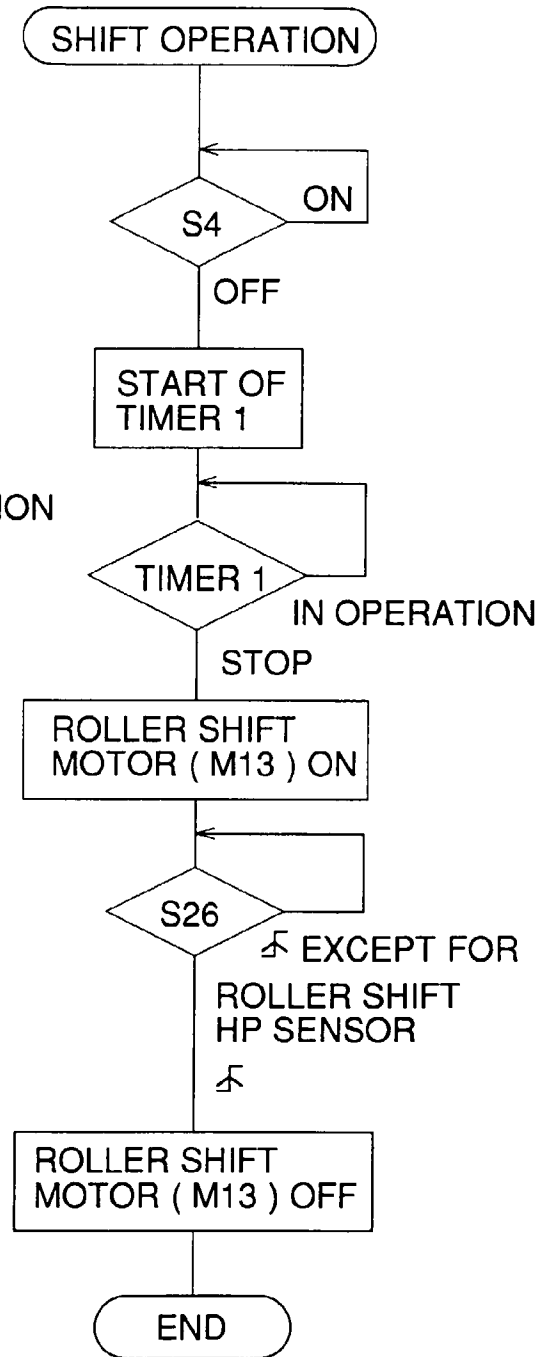 SHIFT OPERATION
S4
ON
OFF
START OF
TIMER 1
TIMER 1
IN OPERATION
STOP
ROLLER SHIFT
MOTOR ( M13 ) ON
S26
EXCEPT FOR
ROLLER SHIFT
HP SENSOR
ROLLER SHIFT
MOTOR ( M13 ) OFF
END